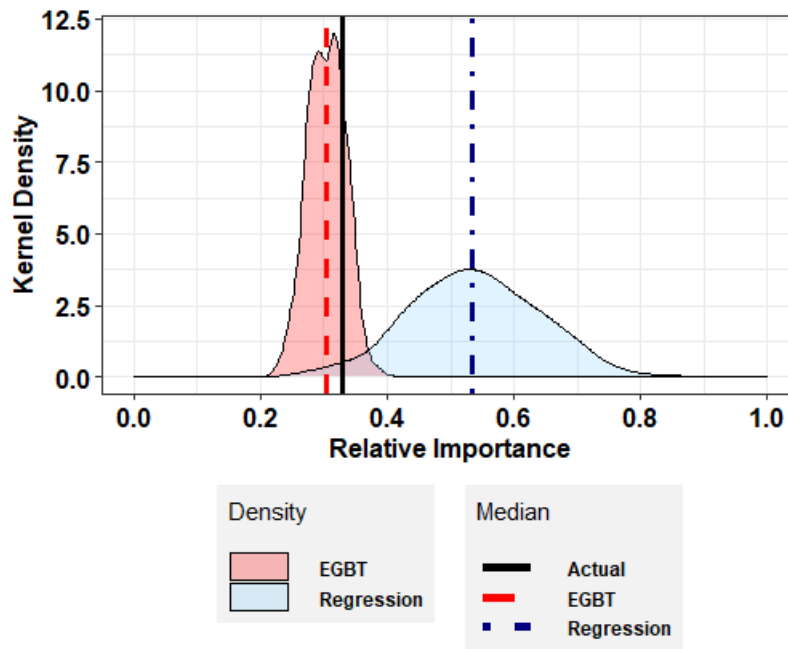 12.5
10.0
7.5
5.0
2.5
0.0
Kernel Density
0.0 0.2 0.4 0.6 0.8 1.0
Relative Importance
Density
EGBT
Regression
Median
Actual
EGBT
Regression